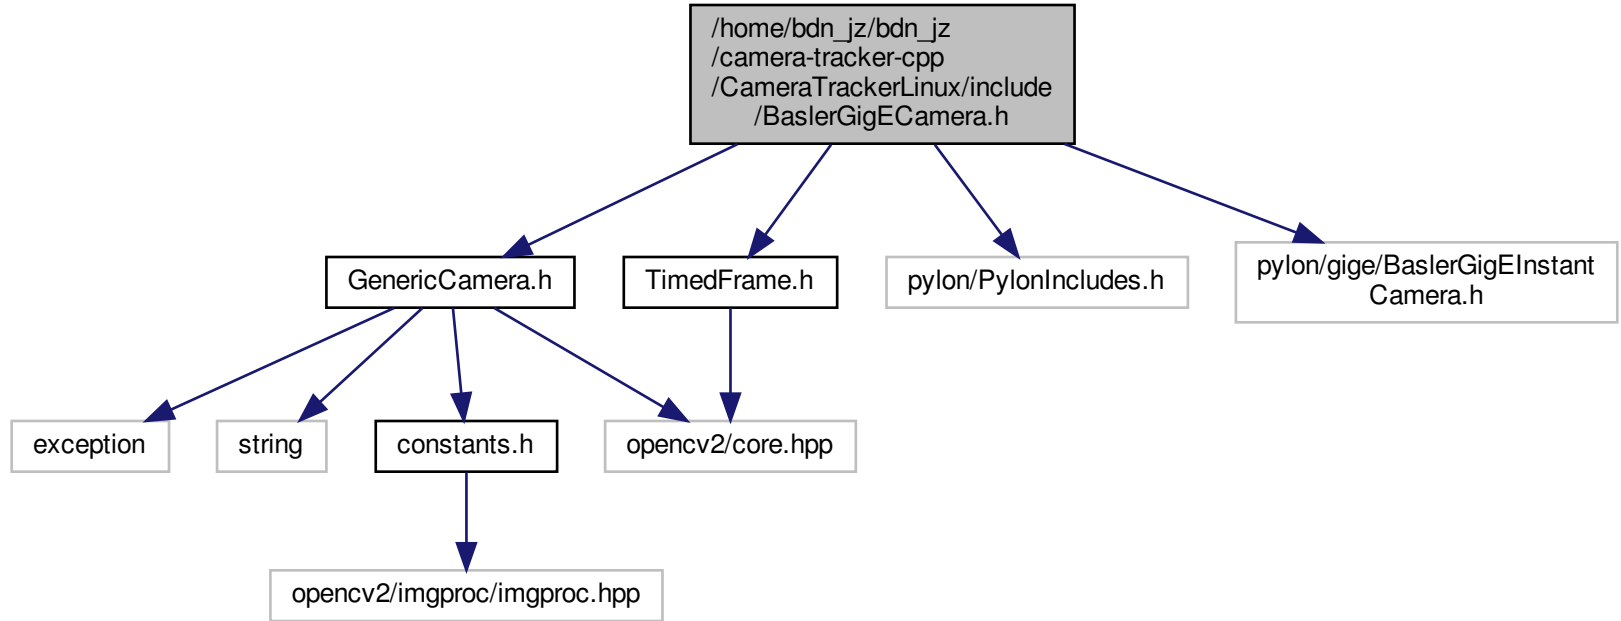 /home/bdn_jz/bdn_jz
/camera-tracker-cpp
/CameraTrackerLinux/include
/BaslerGigECamera.h
GenericCamera.h
TimedFrame.h
pylon/PylonIncludes.h
pylon/gige/BaslerGigEInstant
Camera.h
exception
string
constants.h
opencv2/core.hpp
opencv2/imgproc/imgproc.hpp